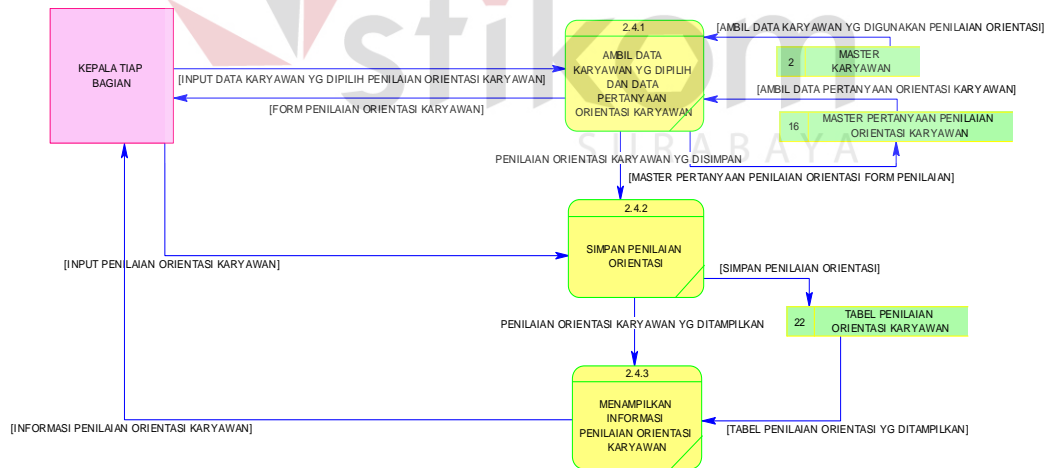 stikom
SURABAYA
KEPALA TIAP
BAGIAN
[INPUT DATA KARYAWAN YG DIPILIH PENILAIAN ORIENTASI KARYAWAN]
[FORM PENILAIAN ORIENTASI KARYAWAN]
2.4.1
AMBIL DATA
KARYAWAN YG DIPILIH
DAN DATA
PERTANYAAN
ORIENTASI KARYAWAN
[AMBIL DATA KARYAWAN YG DIGUNAKAN PENILAIAN ORIENTASI]
2
MASTER
KARYAWAN
[AMBIL DATA PERTANYAAN ORIENTASI KARYAWAN]
16
MASTER PERTANYAAN PENILAIAN
ORIENTASI KARYAWAN
PENILAIAN ORIENTASI KARYAWAN YG DISIMPAN
[MASTER PERTANYAAN PENILAIAN ORIENTASI FORM PENILAIAN]
2.4.2
SIMPAN PENILAIAN
ORIENTASI
[INPUT PENILAIAN ORIENTASI KARYAWAN]
[SIMPAN PENILAIAN ORIENTASI]
22
TABEL PENILAIAN
ORIENTASI KARYAWAN
PENILAIAN ORIENTASI KARYAWAN YG DITAMPILKAN
2.4.3
MENAMPILKAN
INFORMASI
PENILAIAN ORIENTASI
KARYAWAN
[INFORMASI PENILAIAN ORIENTASI KARYAWAN]
[TABEL PENILAIAN ORIENTASI YG DITAMPILKAN]